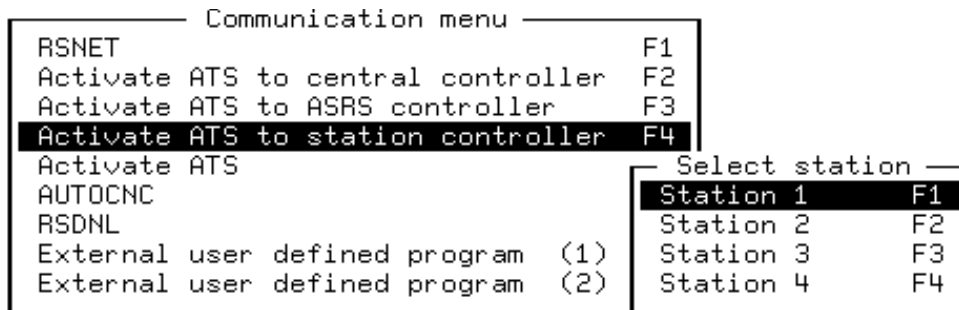 Communication menu
RSNET F1
Activate ATS to central controller F2
Activate ATS to ASRS controller F3
Activate ATS to station controller F4
Activate ATS
AUTOCNC
RSDNL
External user defined program (1)
External user defined program (2)
Select station
Station 1 F1
Station 2 F2
Station 3 F3
Station 4 F4